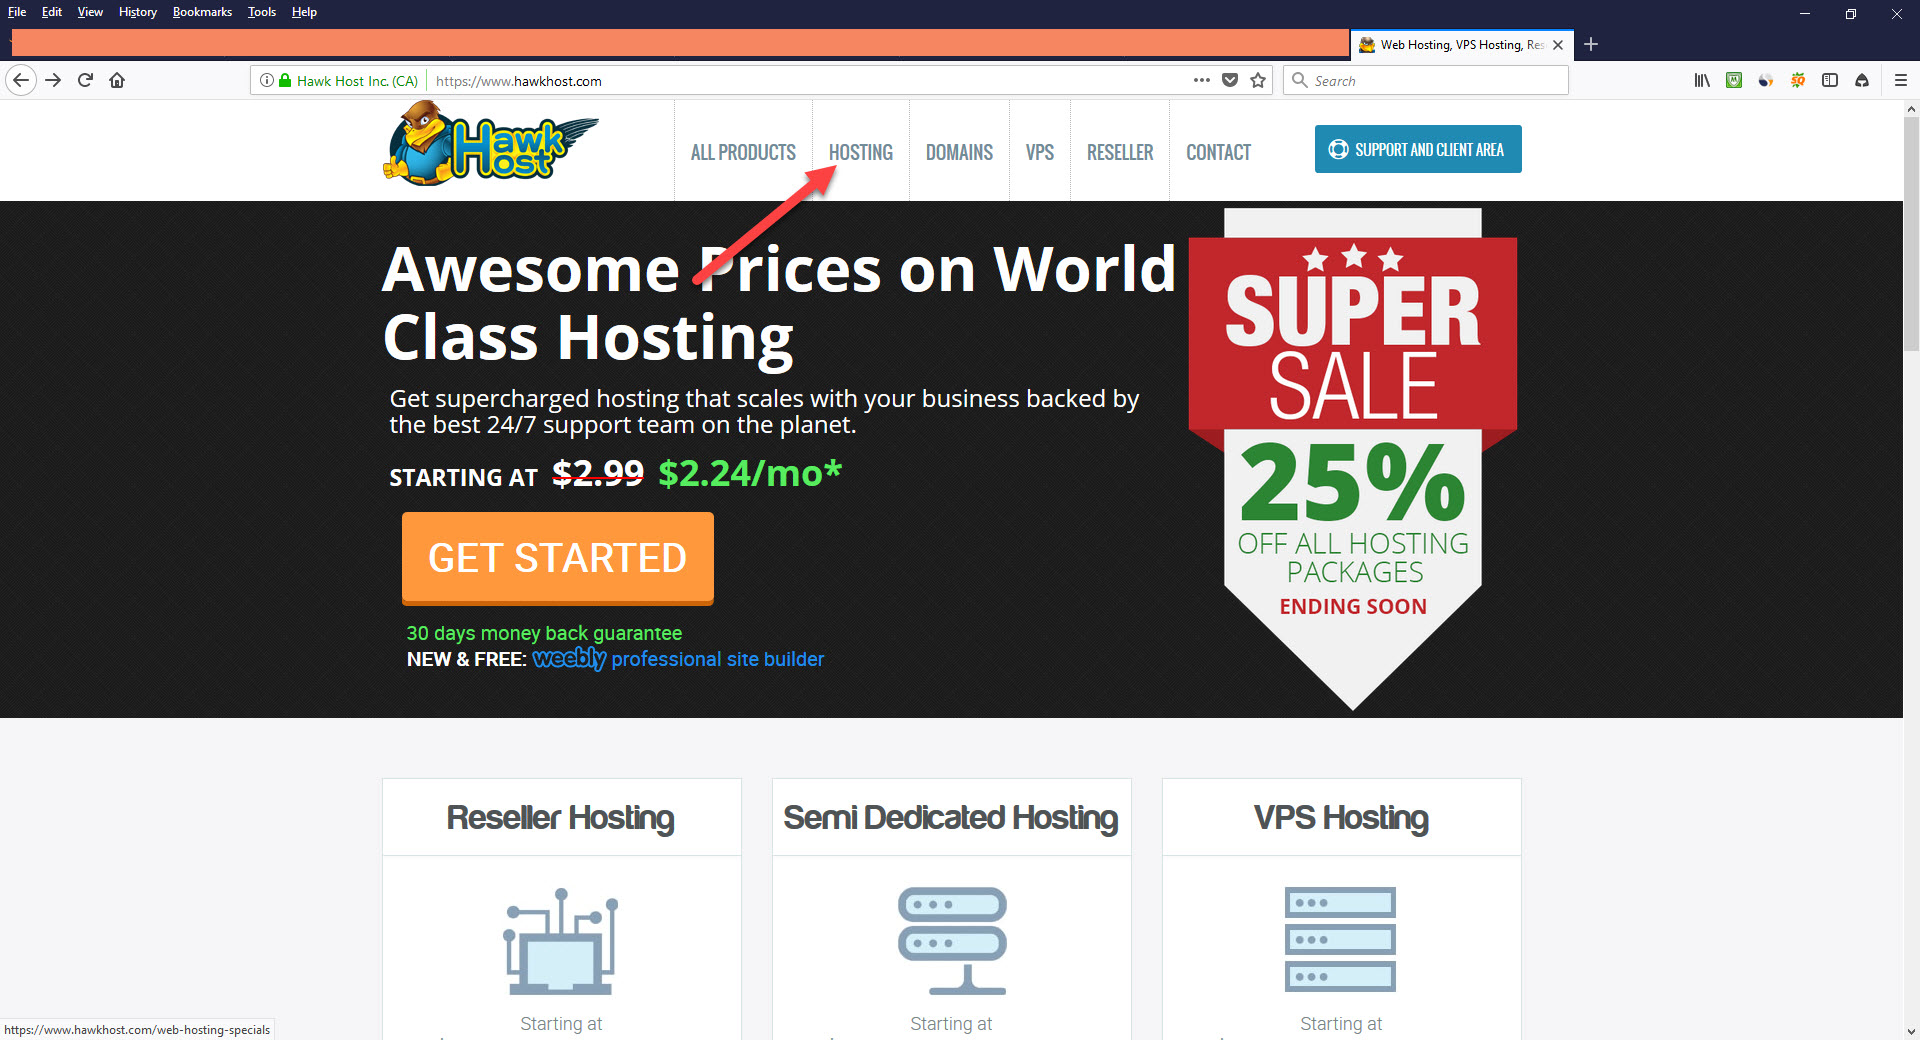 File Edit View History Bookmarks Tools Help
Web Hosting, VPS Hosting, Res
Hawk Host Inc. (CA) https://www.hawkhost.com
Search
Hawk
Host
ALL PRODUCTS HOSTING DOMAINS VPS RESELLER CONTACT
SUPPORT AND CLIENT AREA
Awesome Prices on World
Class Hosting
Get supercharged hosting that scales with your business backed by
the best 24/7 support team on the planet.
STARTING AT $2.99 $2.24/mo*
GET STARTED
30 days money back guarantee
NEW & FREE: weebly professional site builder
SUPER
SALE
25%
OFF ALL HOSTING
PACKAGES
ENDING SOON
Reseller Hosting
Starting at
Semi Dedicated Hosting
Starting at
VPS Hosting
Starting at
https://www.hawkhost.com/web-hosting-specials